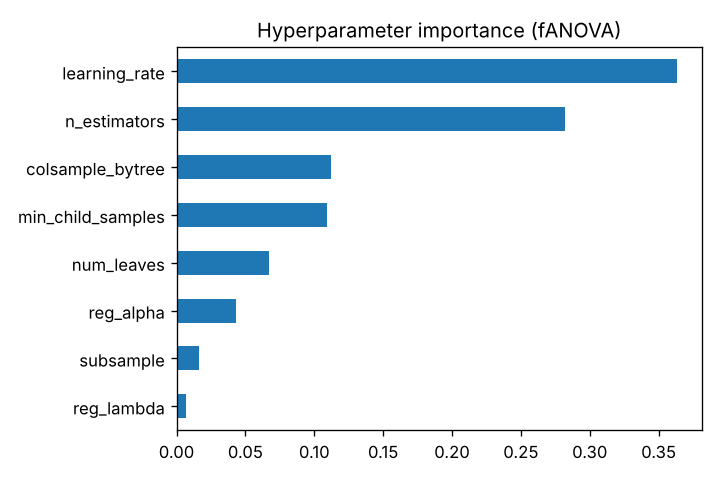 Hyperparameter importance (fANOVA)
learning_rate
n_estimators
colsample_bytree
min_child_samples
num_leaves
reg_alpha
subsample
reg_lambda
0.00 0.05 0.10 0.15 0.20 0.25 0.30 0.35